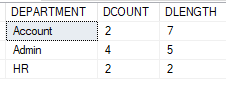 DEPARTMENT DCOUNT DLENGTH
Account 2 7
Admin 4 5
HR 2 2